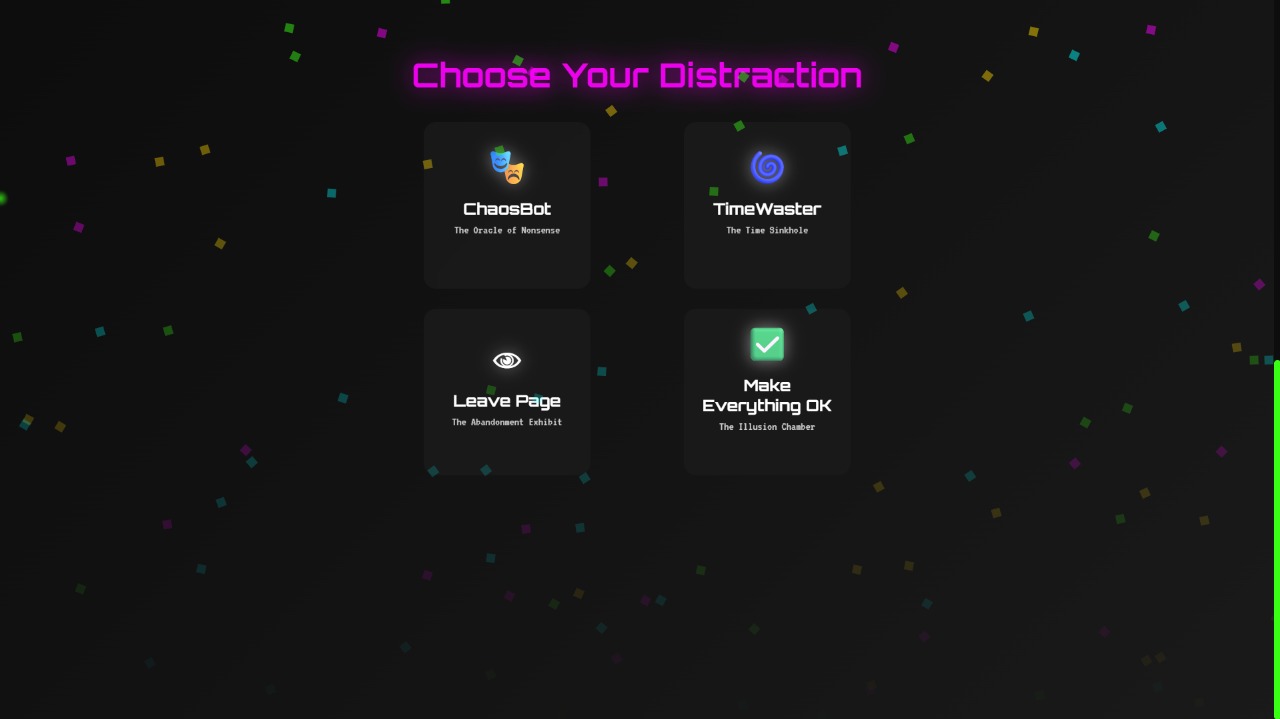 Choose Your Distraction
ChaosBot
The Oracle of Nonsense
TimeWaster
The Time Sinkhole
Leave Page
The Abandonment Exhibit
Make
Everything OK
The Illusion Chamber